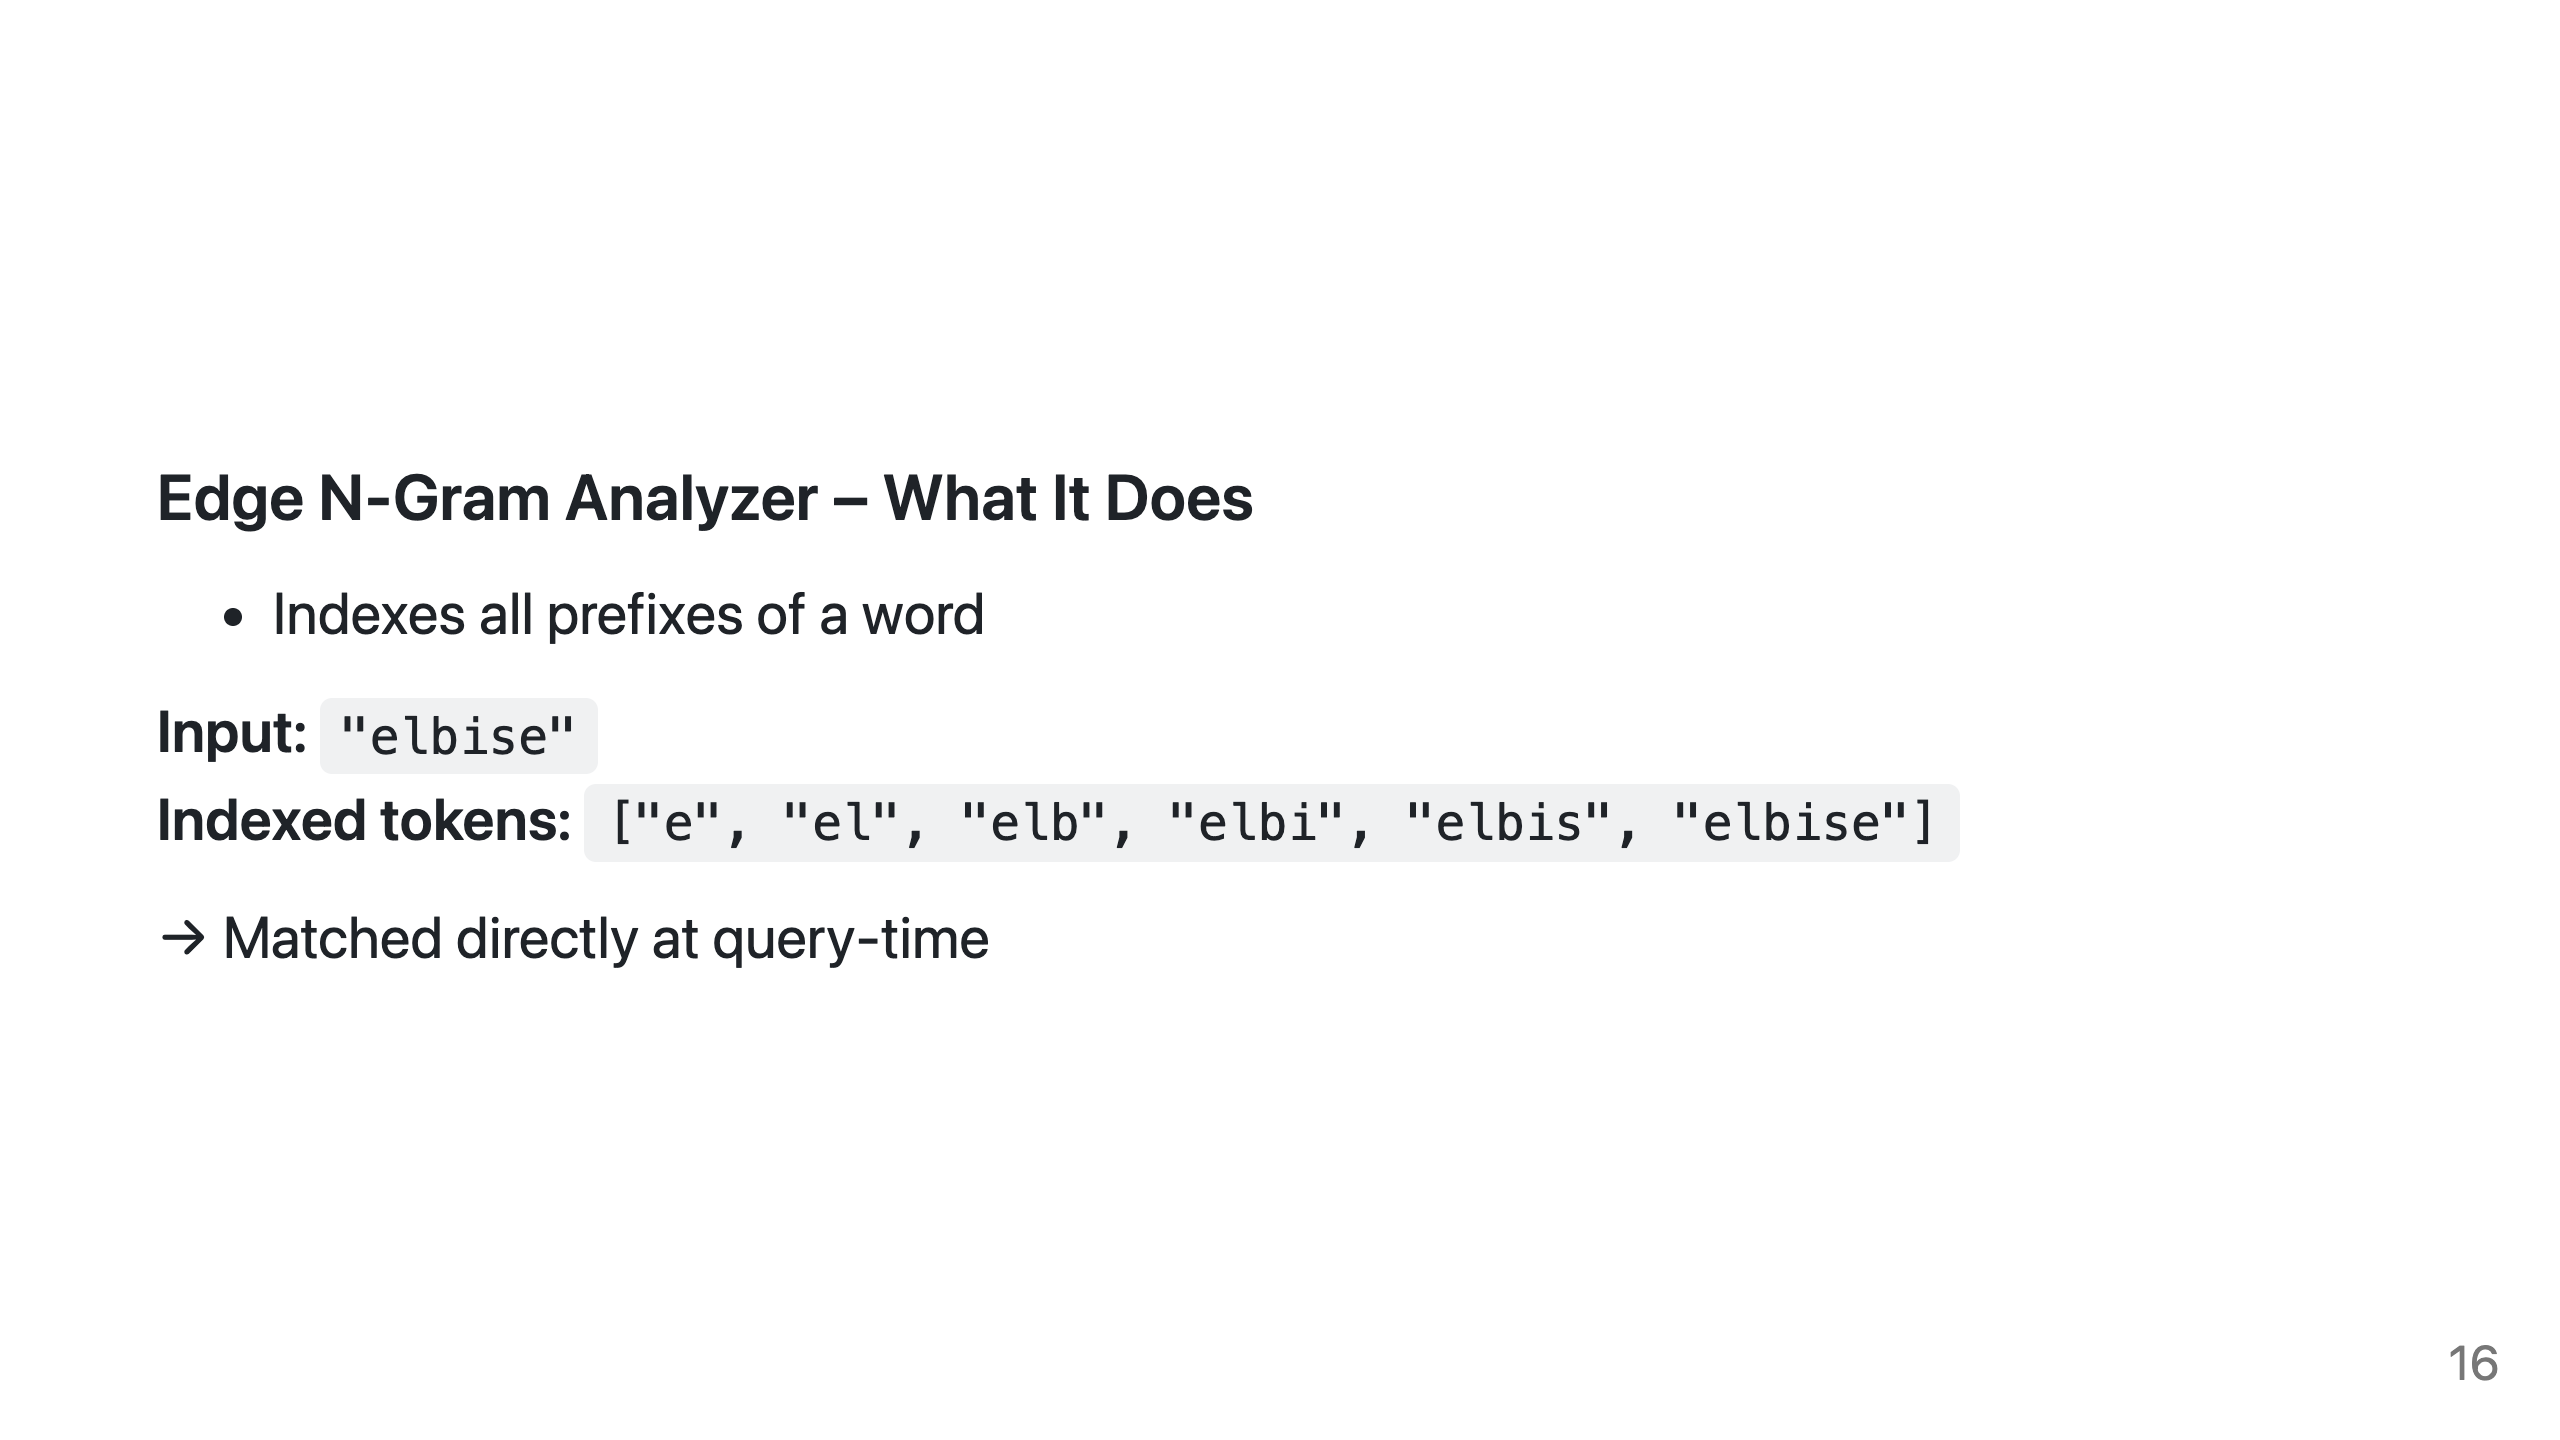 Edge N-Gram Analyzer – What It Does
• Indexes all prefixes of a word
Input: "elbise"
Indexed tokens: ["e", "el", "elb", "elbi", "elbis", "elbise"]
→ Matched directly at query-time
16